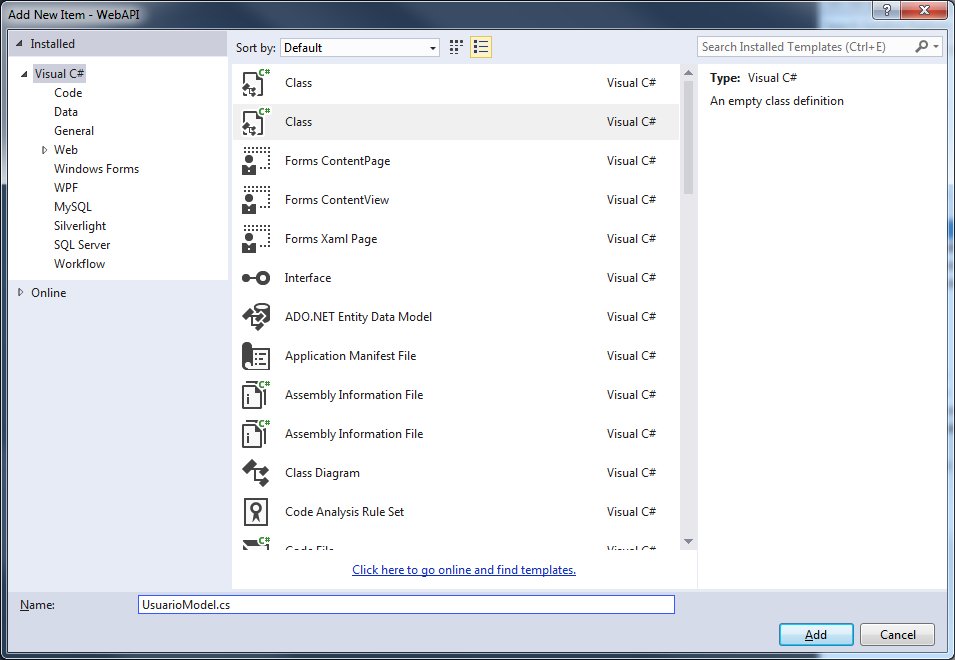 Add New Item - WebAPI
?
Installed
Sort by: Default
Search Installed Templates (Ctrl+E)
Visual C#
Code
Data
General
Web
Windows Forms
WPF
MySQL
Silverlight
SQL Server
Workflow
Online
C# Class Visual C#
C# Class Visual C#
Forms ContentPage Visual C#
Forms ContentView Visual C#
Forms Xaml Page Visual C#
Interface Visual C#
ADO.NET Entity Data Model Visual C#
Application Manifest File Visual C#
C# Assembly Information File Visual C#
C# Assembly Information File Visual C#
Class Diagram Visual C#
Code Analysis Rule Set Visual C#
C# Code File Visual C#
Click here to go online and find templates.
Type: Visual C#
An empty class definition
Name: UsuarioModel.cs
Add Cancel